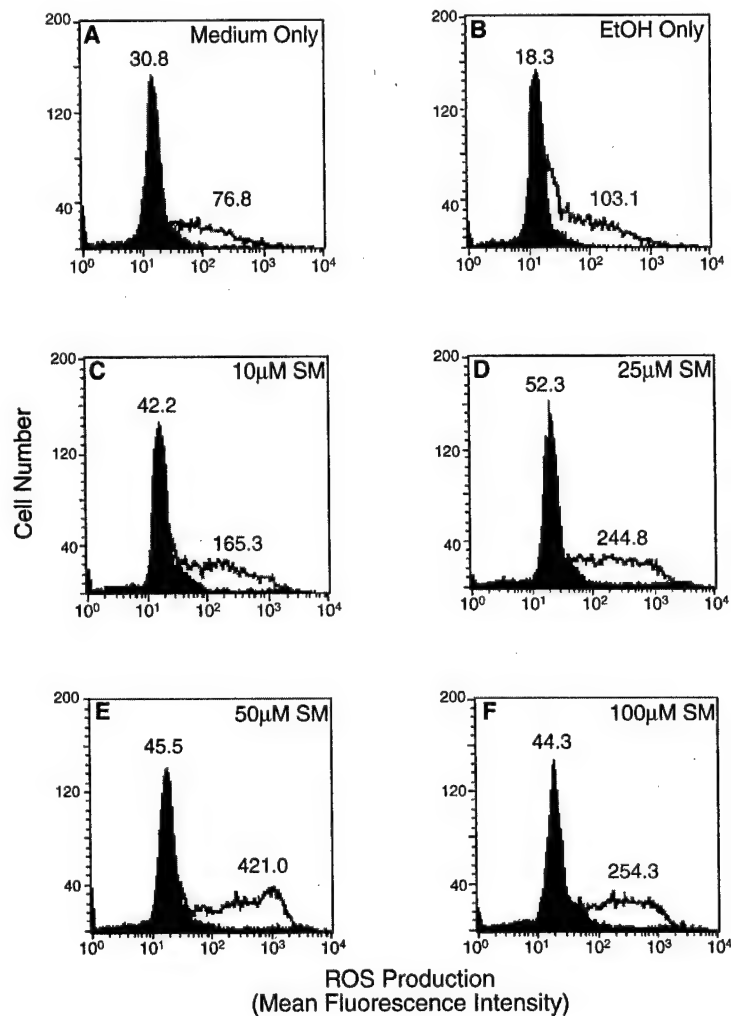 A Medium Only
30.8
76.8
200
120
40
10⁰ 10¹ 10² 10³ 10⁴
B EtOH Only
18.3
103.1
200
120
40
10⁰ 10¹ 10² 10³ 10⁴
C 10µM SM
42.2
165.3
200
120
40
10⁰ 10¹ 10² 10³ 10⁴
D 25µM SM
52.3
244.8
200
120
40
10⁰ 10¹ 10² 10³ 10⁴
Cell Number
E 50µM SM
45.5
421.0
200
120
40
10⁰ 10¹ 10² 10³ 10⁴
F 100µM SM
44.3
254.3
200
120
40
10⁰ 10¹ 10² 10³ 10⁴
ROS Production
(Mean Fluorescence Intensity)